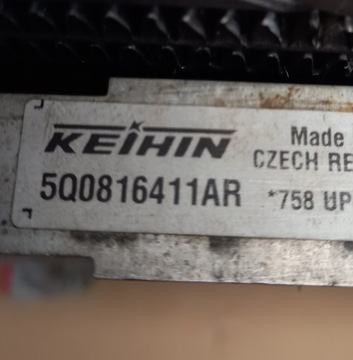 KEIHIN
Made
CZECH RE
5Q0816411AR
*758 UP